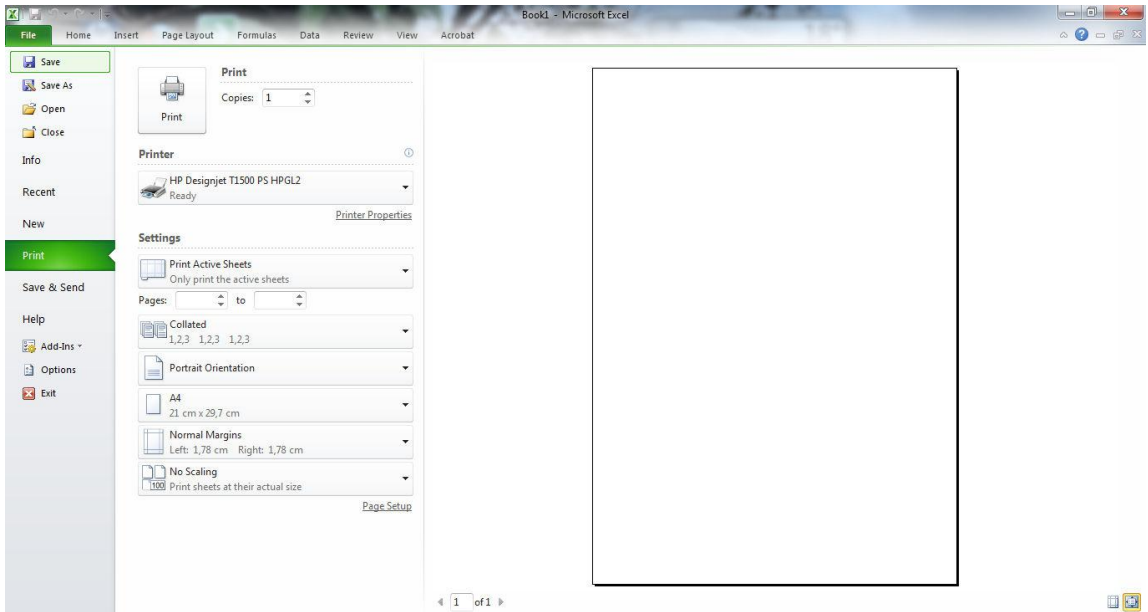 Book1 - Microsoft Excel
File Home Insert Page Layout Formulas Data Review View Acrobat
Save
Save As
Open
Close
Info
Recent
New
Print
Save & Send
Help
Add-Ins
Options
Exit
Print
Print
Copies: 1
Printer
HP Designjet T1500 PS HPGL2
Ready
Printer Properties
Settings
Print Active Sheets
Only print the active sheets
Pages: to
Collated
1,2,3 1,2,3 1,2,3
Portrait Orientation
A4
21 cm x 29,7 cm
Normal Margins
Left: 1,78 cm Right: 1,78 cm
No Scaling
100 Print sheets at their actual size
Page Setup
1 of 1